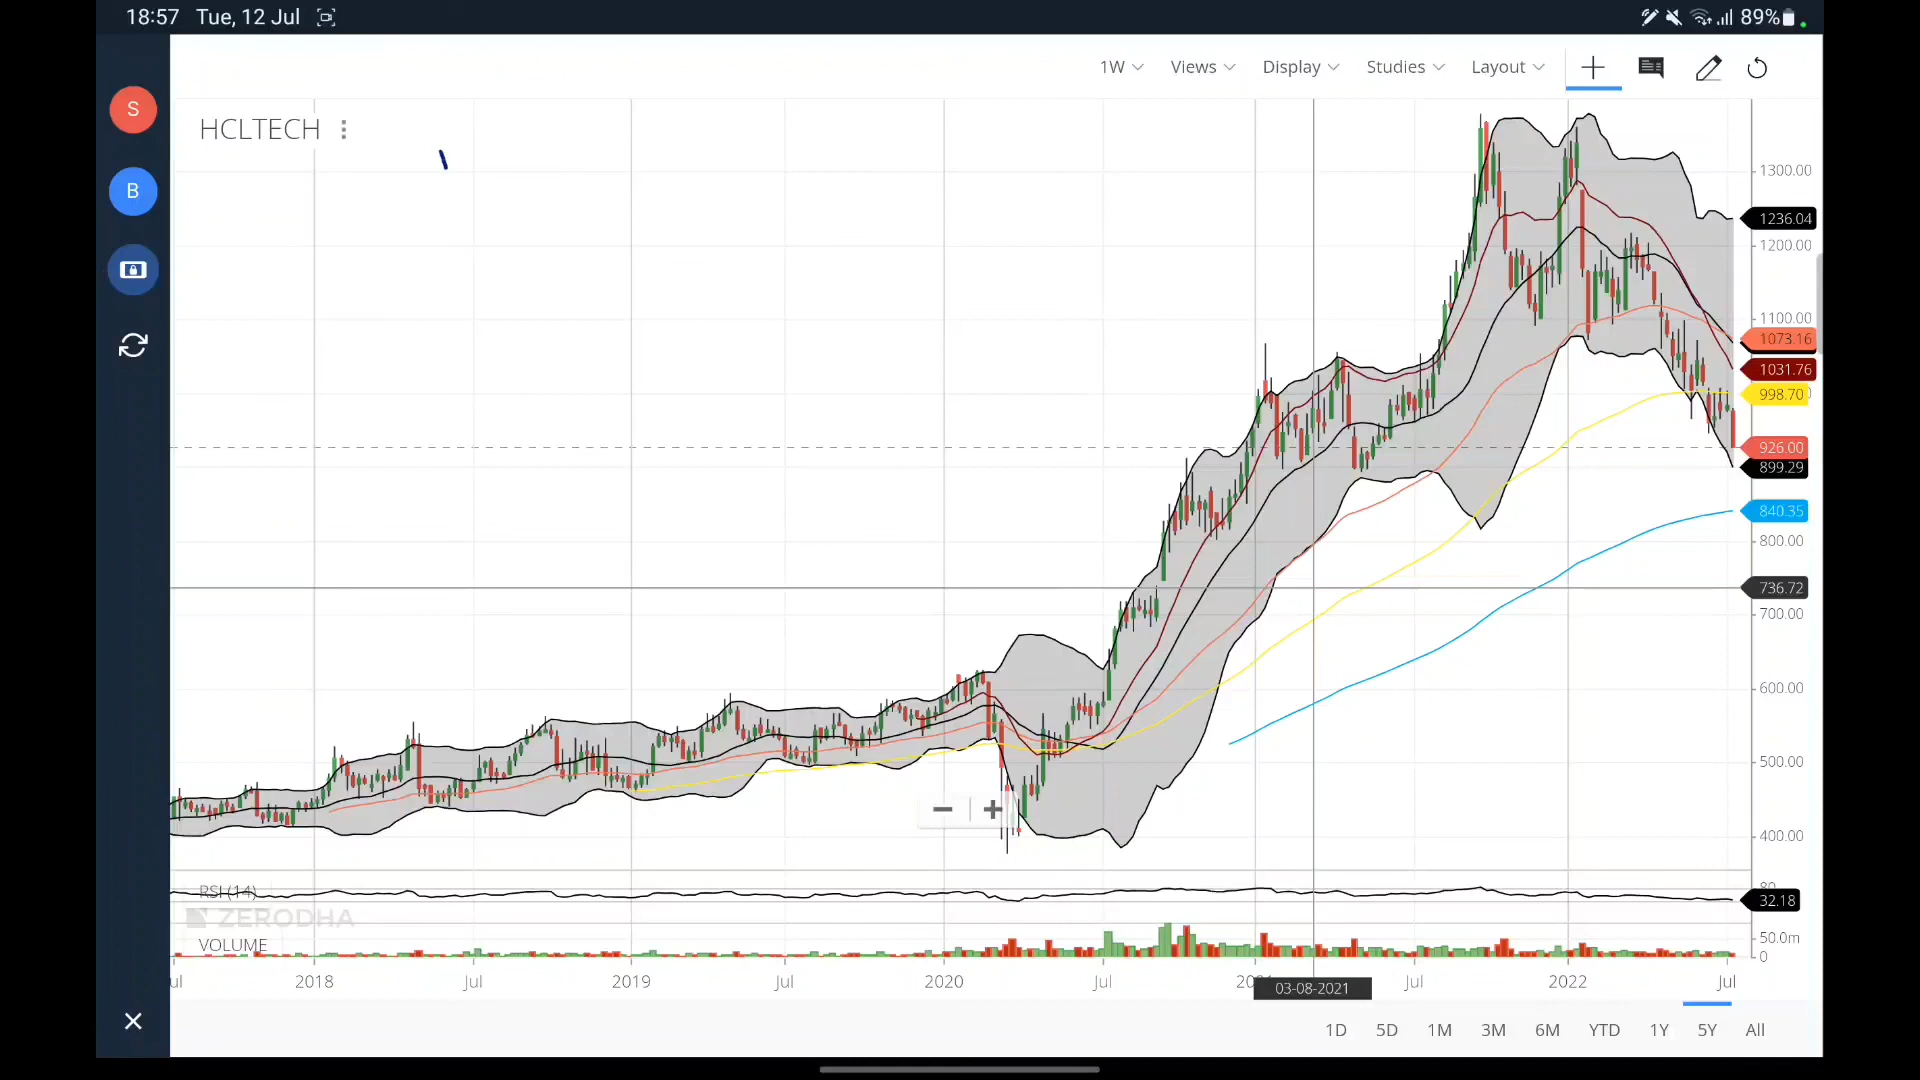 18:57 Tue, 12 Jul 89%
1W Views Display Studies Layout
S
HCLTECH
B
1300.00
1236.04
1200.00
1100.00
1073.16
1031.76
998.70
926.00
899.29
840.35
800.00
736.72
700.00
600.00
500.00
400.00
RSI (14)
80
32.18
ZERODHA
VOLUME
50.0m
0
ul 2018 Jul 2019 Jul 2020 Jul 20 Jul 2022 Jul
03-08-2021
1D 5D 1M 3M 6M YTD 1Y 5Y All